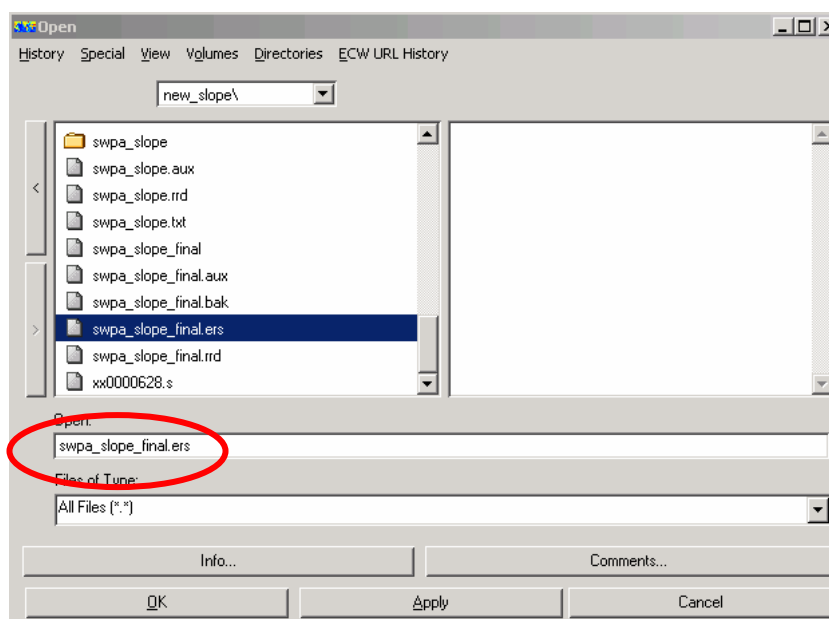 Open
History Special View Volumes Directories ECW URL History
new_slope\
swpa_slope
swpa_slope.aux
swpa_slope.rrd
swpa_slope.txt
swpa_slope_final
swpa_slope_final.aux
swpa_slope_final.bak
swpa_slope_final.ers
swpa_slope_final.rrd
xx0000628.s
<
>
Open:
swpa_slope_final.ers
Files of Type:
All Files (*.*)
Info... Comments...
OK Apply Cancel